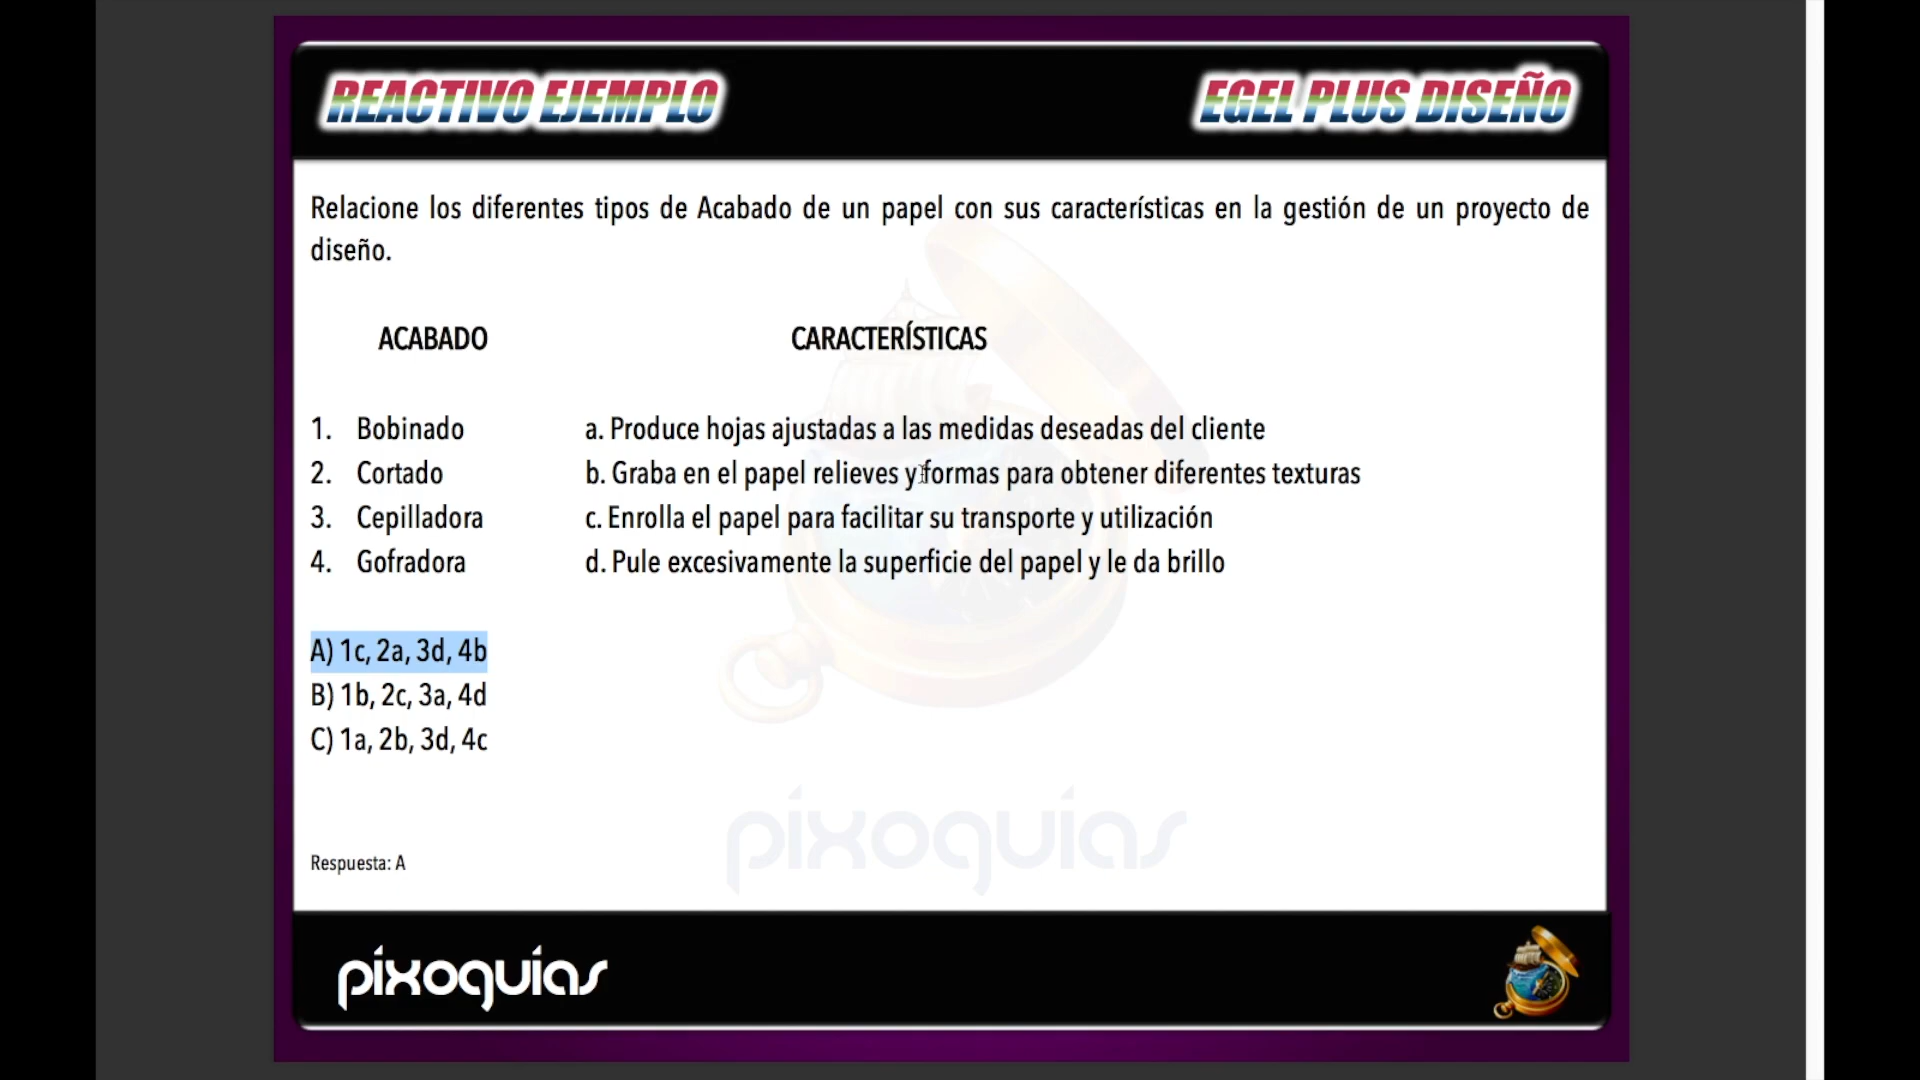 REACTIVO EJEMPLO
EGEL PLUS DISEÑO
Relacione los diferentes tipos de Acabado de un papel con sus características en la gestión de un proyecto de
diseño.
ACABADO
CARACTERÍSTICAS
1. Bobinado a. Produce hojas ajustadas a las medidas deseadas del cliente
2. Cortado b. Graba en el papel relieves y formas para obtener diferentes texturas
3. Cepilladora c. Enrolla el papel para facilitar su transporte y utilización
4. Gofradora d. Pule excesivamente la superficie del papel y le da brillo
A) 1c, 2a, 3d, 4b
B) 1b, 2c, 3a, 4d
C) 1a, 2b, 3d, 4c
pixoguías
Respuesta: A
pixoguías